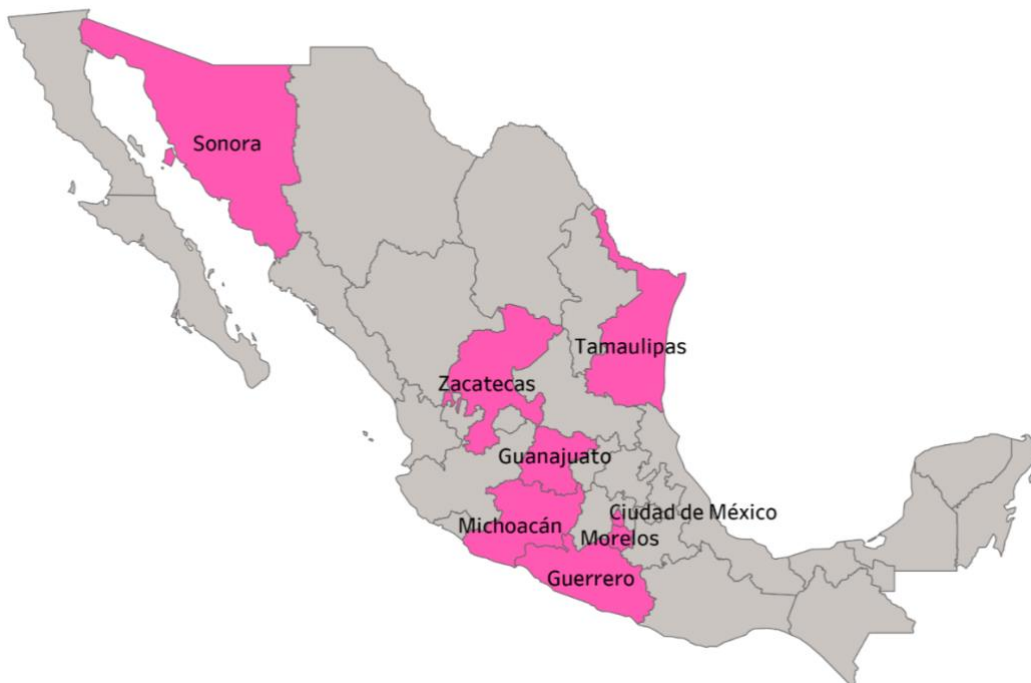 Sonora
Tamaulipas
Zacatecas
Guanajuato
Ciudad de México
Michoacán
Morelos
Guerrero